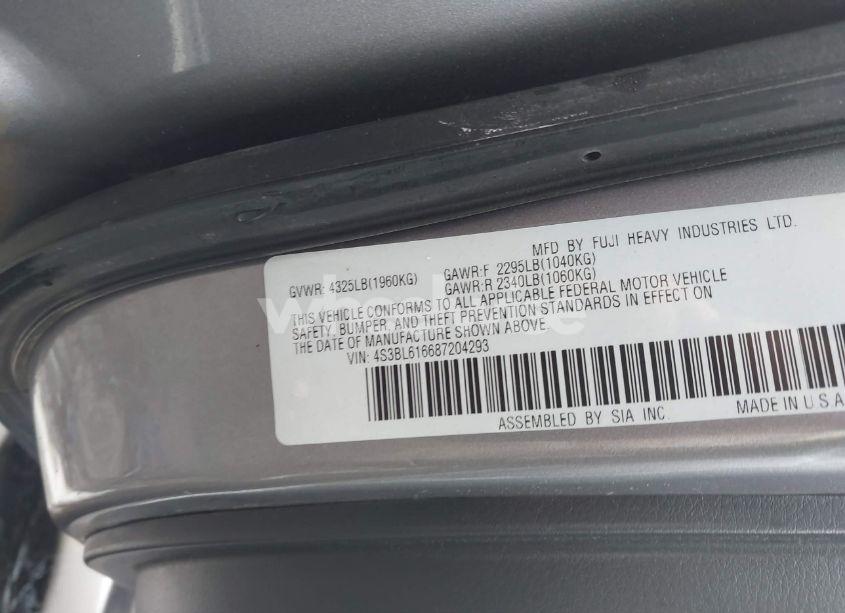 MFD BY FUJI HEAVY INDUSTRIES LTD.
GVWR: 4325LB(1960KG) GAWR:F 2295LB(1040KG)
GAWR:R 2340LB(1060KG)
THIS VEHICLE CONFORMS TO ALL APPLICABLE FEDERAL MOTOR VEHICLE
SAFETY, BUMPER, AND THEFT PREVENTION STANDARDS IN EFFECT ON
THE DATE OF MANUFACTURE SHOWN ABOVE.
VIN: 4S3BL616687204293
ASSEMBLED BY SIA INC. MADE IN U S A